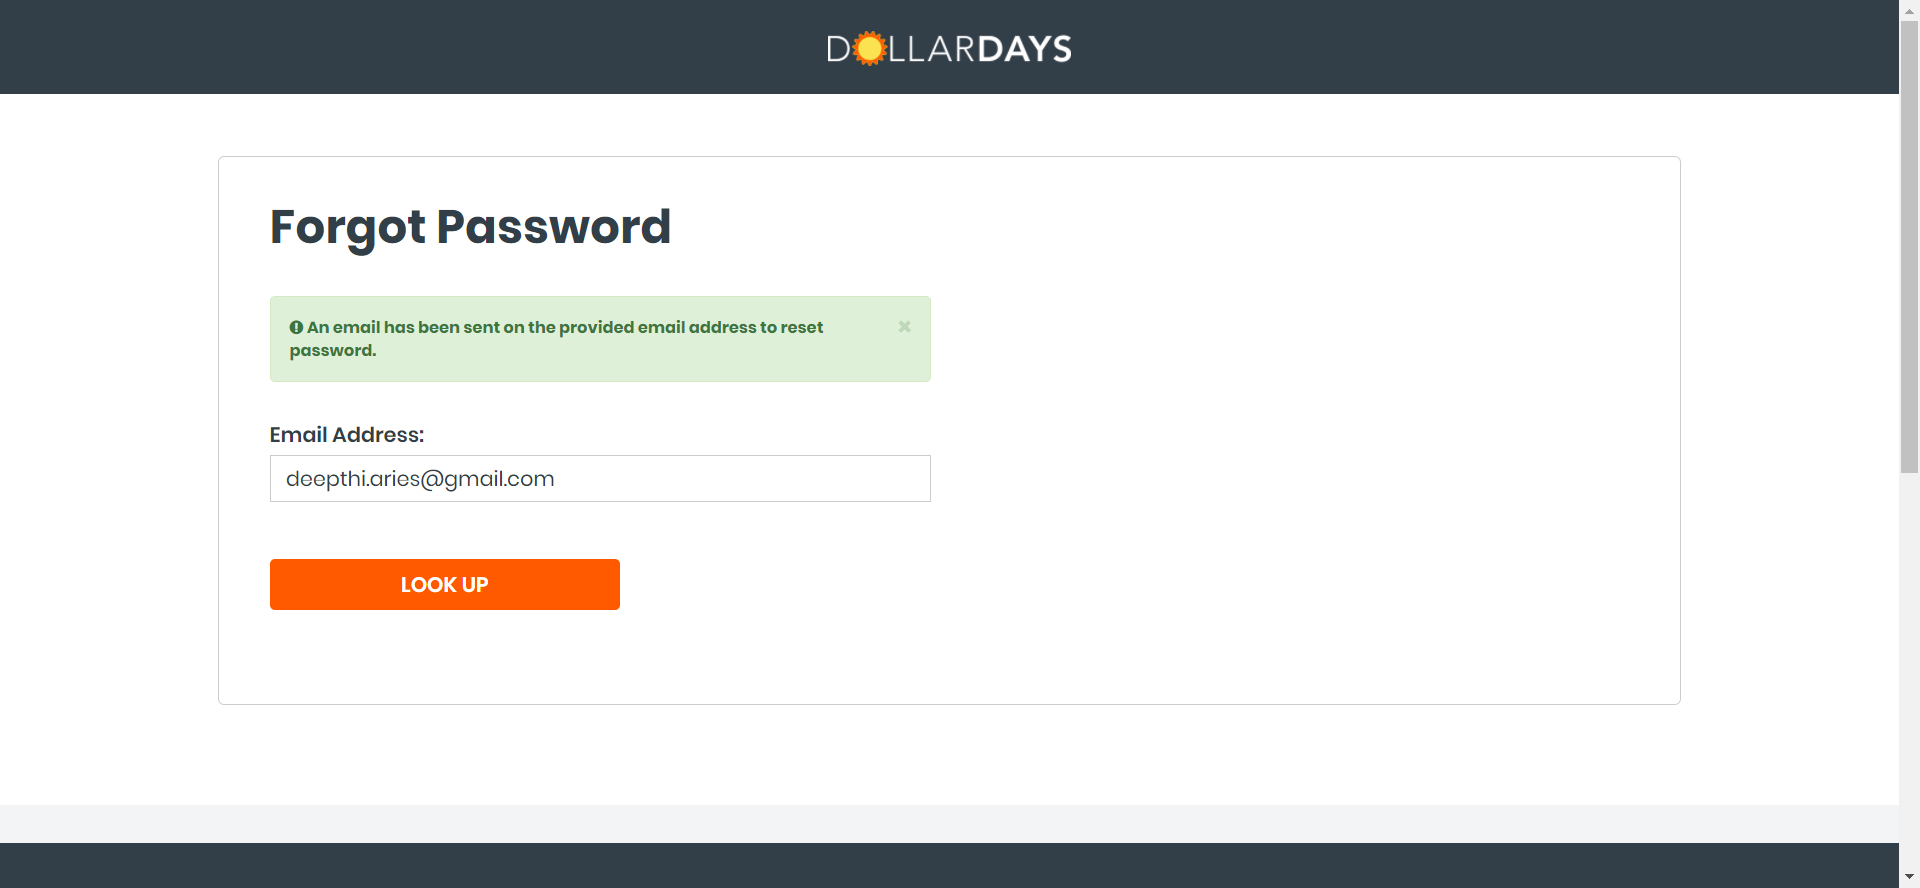 DOLLARDAYS
Forgot Password
An email has been sent on the provided email address to reset
password.
Email Address:
deepthi.aries@gmail.com
LOOK UP